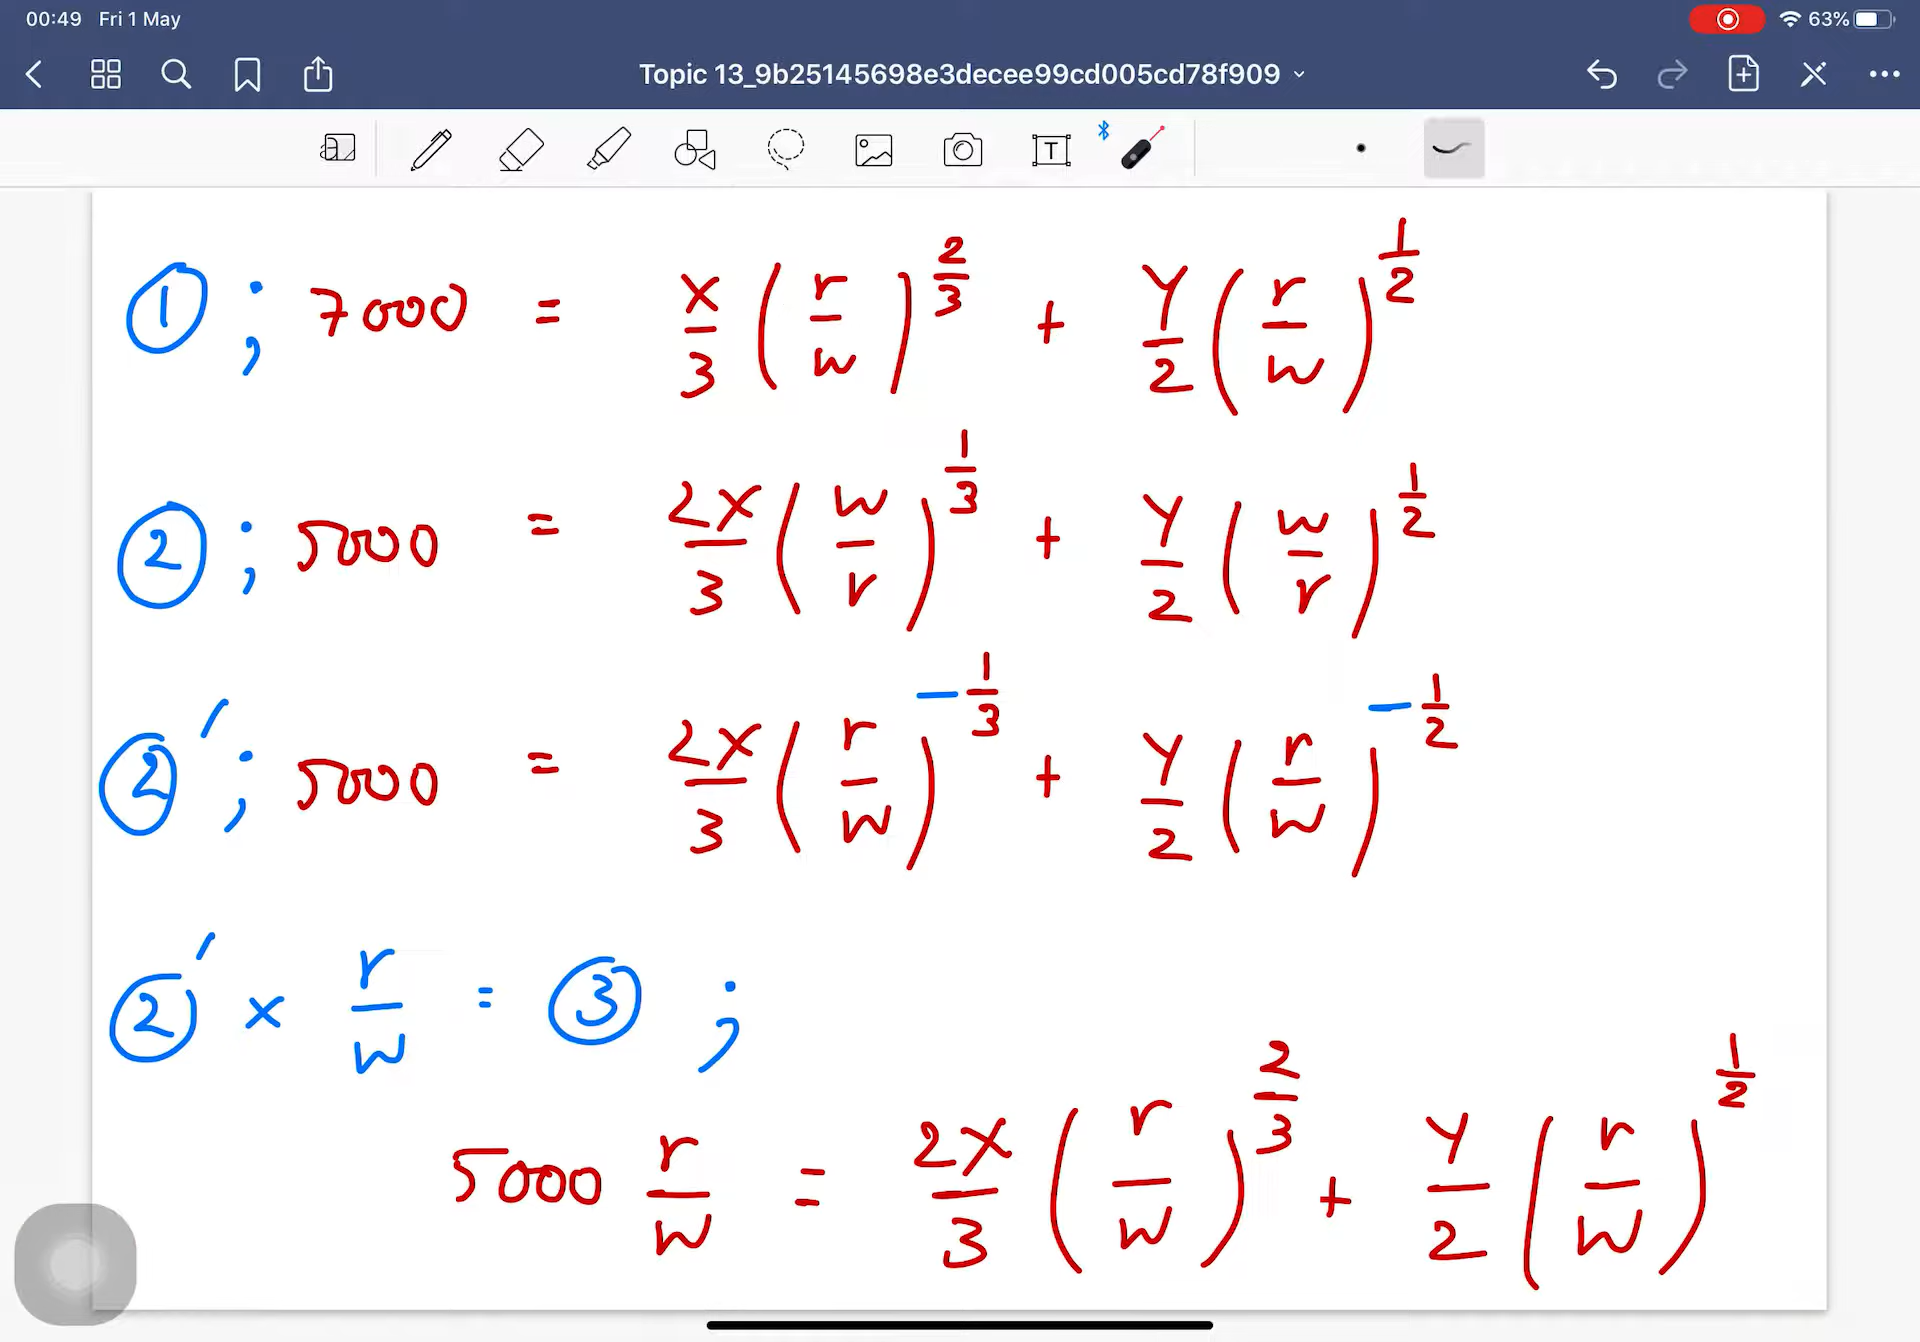 00:49 Fri 1 May 63%
Topic 13_9b25145698e3decee99cd005cd78f909
① ; 7000 = X/3 (r/w)^(2/3) + Y/2 (r/w)^(1/2)
② ; 5000 = 2X/3 (w/r)^(1/3) + Y/2 (w/r)^(1/2)
②′ ; 5000 = 2X/3 (r/w)^(-1/3) + Y/2 (r/w)^(-1/2)
②′ × r/w = ③ ;
5000 r/w = 2X/3 (r/w)^(2/3) + Y/2 (r/w)^(1/2)